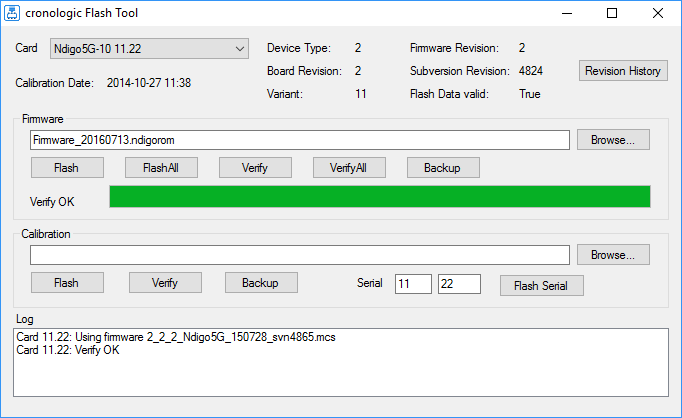 cronologic Flash Tool
Card Ndigo5G-10 11.22 Device Type: 2 Firmware Revision: 2
Board Revision: 2 Subversion Revision: 4824 Revision History
Calibration Date: 2014-10-27 11:38
Variant: 11 Flash Data valid: True
Firmware
Firmware_20160713.ndigorom Browse...
Flash FlashAll Verify VerifyAll Backup
Verify OK
Calibration
Browse...
Flash Verify Backup Serial 11 22 Flash Serial
Log
Card 11.22: Using firmware 2_2_2_Ndigo5G_150728_svn4865.mcs
Card 11.22: Verify OK